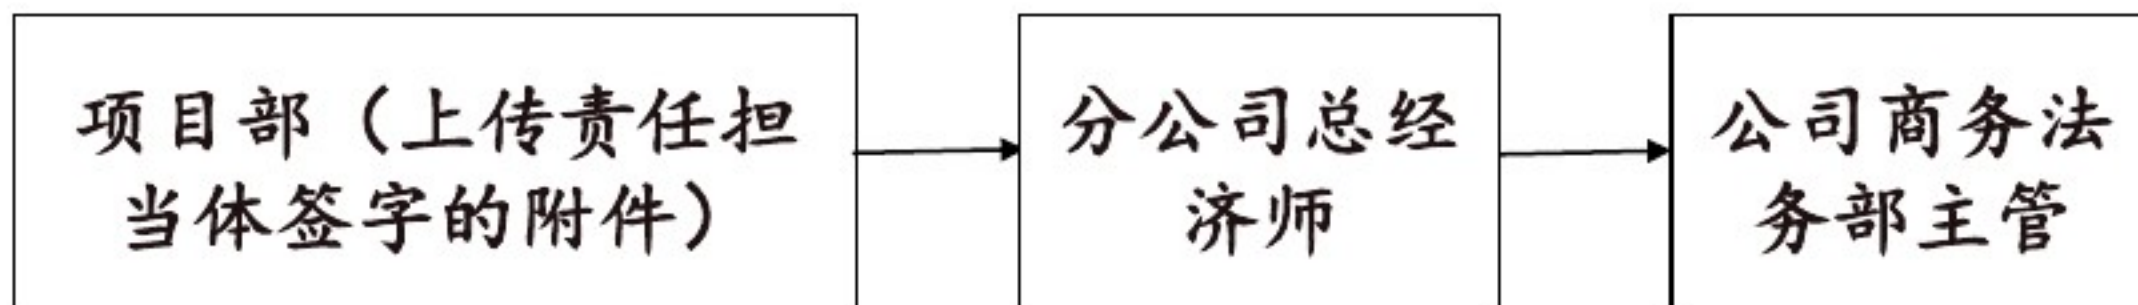 项目部（上传责任担
当体签字的附件）
分公司总经
济师
公司商务法
务部主管